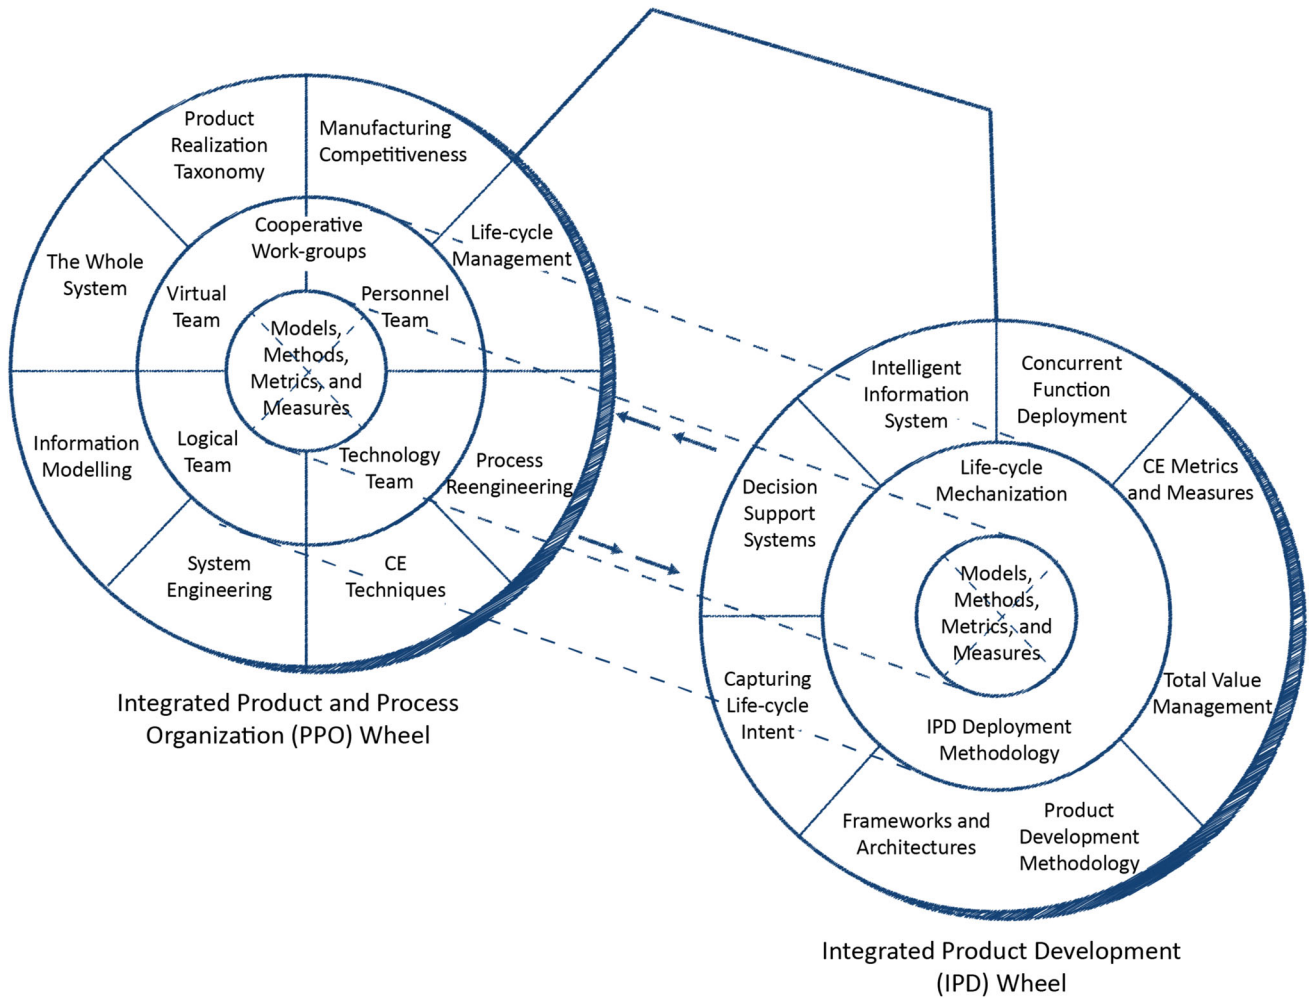 Product
Realization
Taxonomy
Manufacturing
Competitiveness
Life-cycle
Management
The Whole
System
Cooperative
Work-groups
Virtual
Team
Personnel
Team
Models,
Methods,
Metrics, and
Measures
Information
Modelling
Logical
Team
Technology
Team
Process
Reengineering
System
Engineering
CE
Techniques
Integrated Product and Process
Organization (PPO) Wheel
Intelligent
Information
System
Concurrent
Function
Deployment
Decision
Support
Systems
Life-cycle
Mechanization
CE Metrics
and Measures
Models,
Methods,
Metrics, and
Measures
Capturing
Life-cycle
Intent
IPD Deployment
Methodology
Total Value
Management
Frameworks and
Architectures
Product
Development
Methodology
Integrated Product Development
(IPD) Wheel